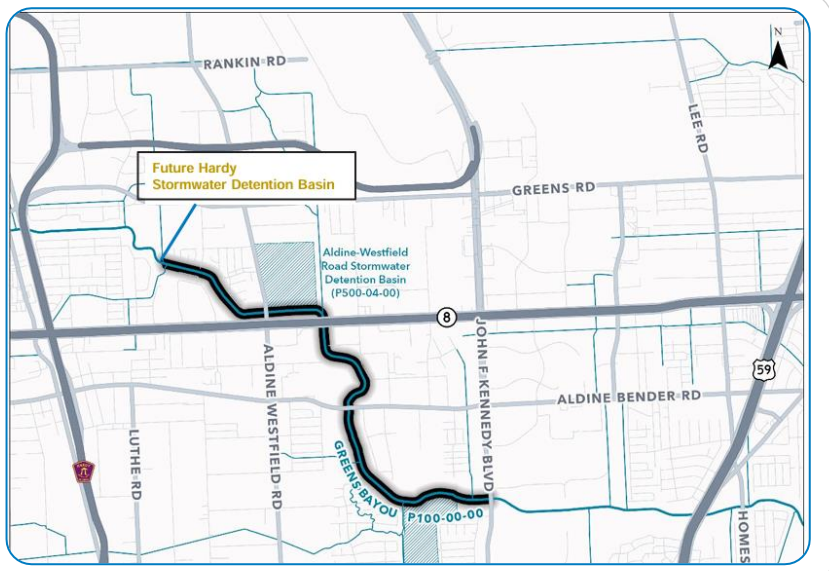 N
RANKIN RD
LEE RD
Future Hardy
Stormwater Detention Basin
GREENS RD
Aldine-Westfield
Road Stormwater
Detention Basin
(P500-04-00)
8
JOHN F KENNEDY BLVD
59
ALDINE WESTFIELD RD
ALDINE BENDER RD
LUTHE RD
GREENS BAYOU
P100-00-00
HOMES